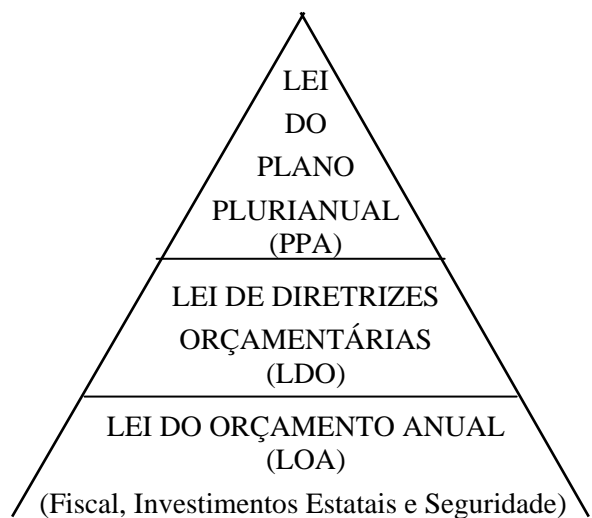 LEI
DO
PLANO
PLURIANUAL
(PPA)
LEI DE DIRETRIZES
ORÇAMENTÁRIAS
(LDO)
LEI DO ORÇAMENTO ANUAL
(LOA)
(Fiscal, Investimentos Estatais e Seguridade)